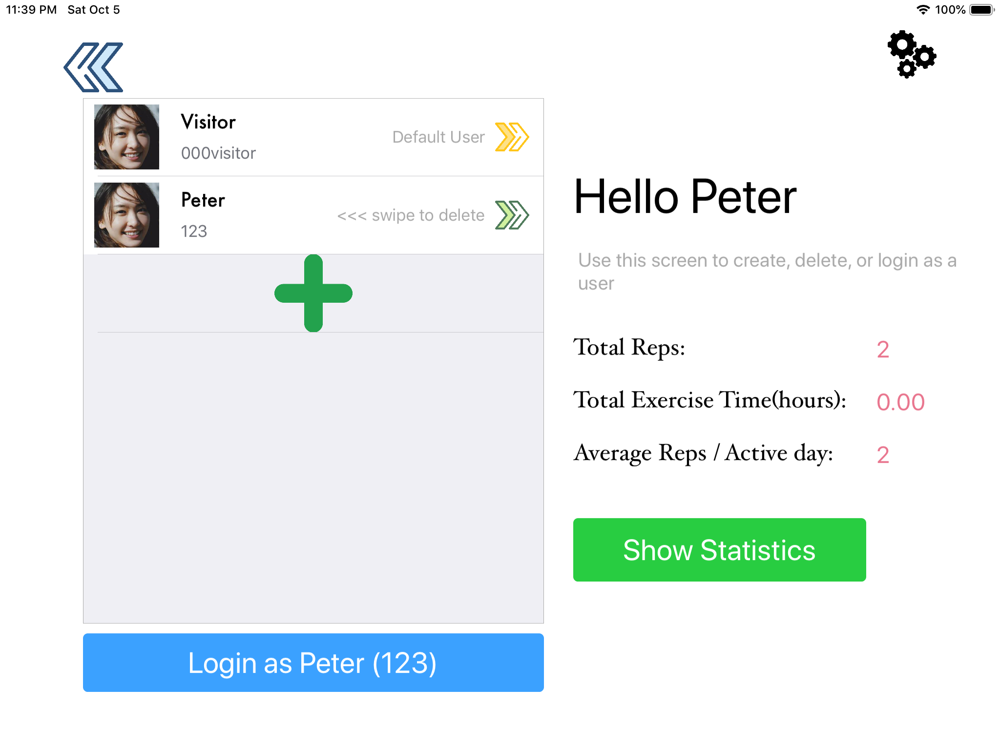 11:39 PM Sat Oct 5
100%
Visitor
000visitor
Default User
Peter
123
<<< swipe to delete
Login as Peter (123)
Hello Peter
Use this screen to create, delete, or login as a
user
Total Reps: 2
Total Exercise Time(hours): 0.00
Average Reps / Active day: 2
Show Statistics